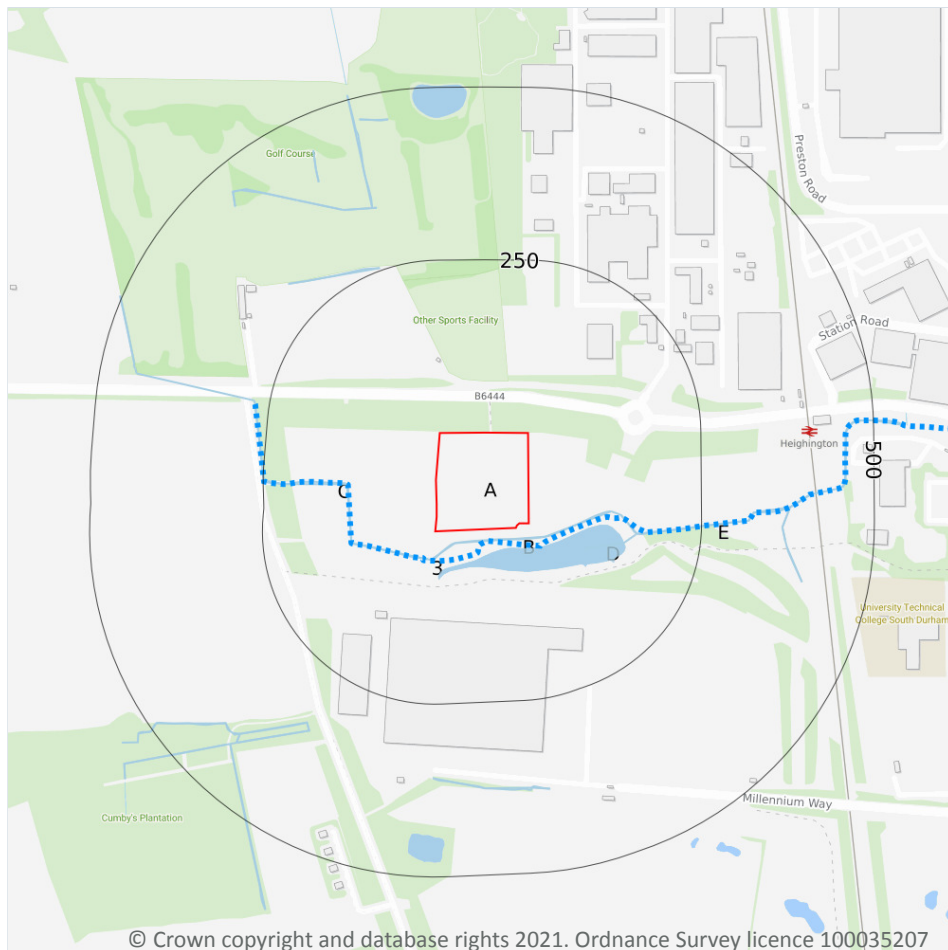 Golf Course
Preston Road
250
Other Sports Facility
Station Road
B6444
Heighington
500
A
C
B
D
E
3
University Technical
College South Durham
Millennium Way
Cumby's Plantation
© Crown copyright and database rights 2021. Ordnance Survey licence 100035207